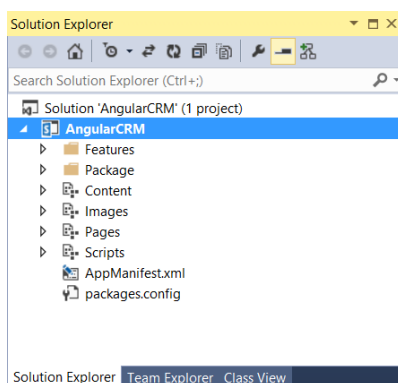 Solution Explorer
Search Solution Explorer (Ctrl+;)
Solution 'AngularCRM' (1 project)
AngularCRM
Features
Package
Content
Images
Pages
Scripts
AppManifest.xml
packages.config
Solution Explorer Team Explorer Class View